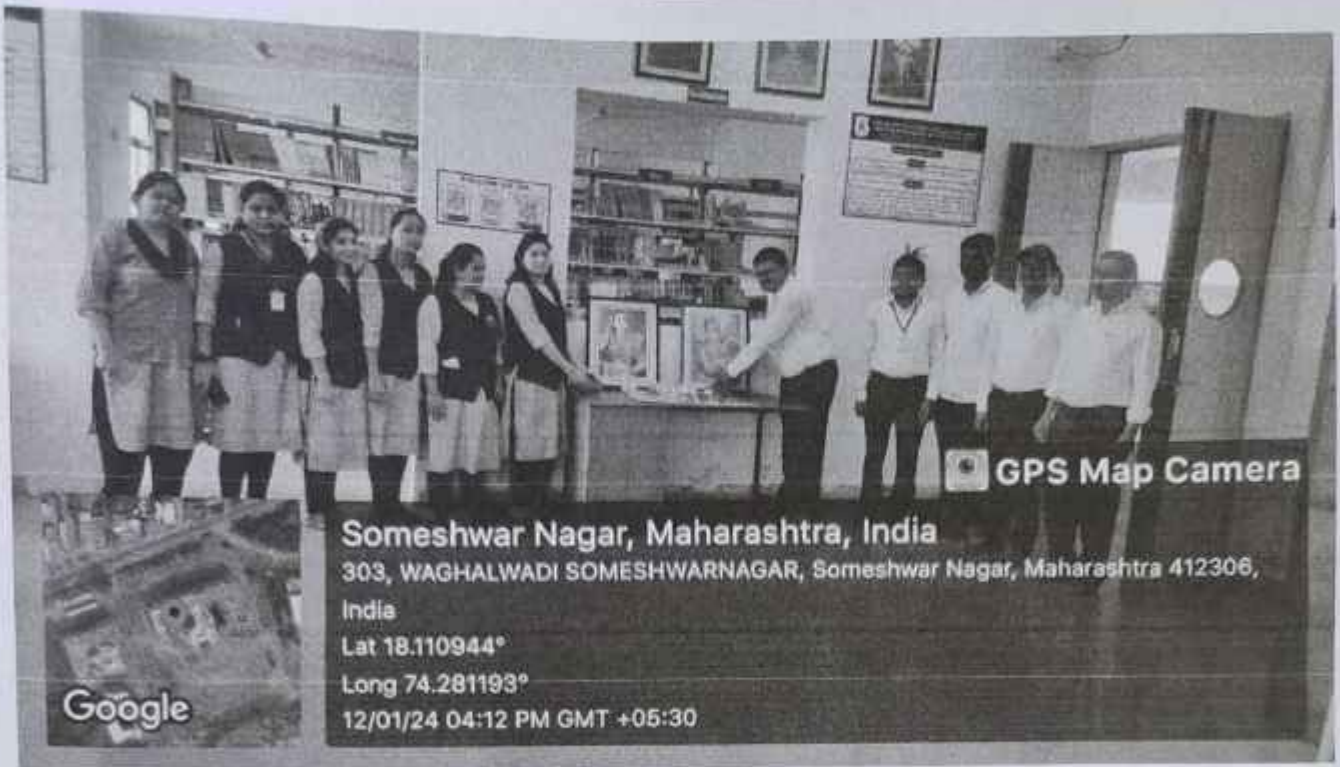 GPS Map Camera
Someshwar Nagar, Maharashtra, India
303, WAGHALWADI SOMESHWARNAGAR, Someshwar Nagar, Maharashtra 412306,
India
Lat 18.110944°
Long 74.281193°
12/01/24 04:12 PM GMT +05:30
Google